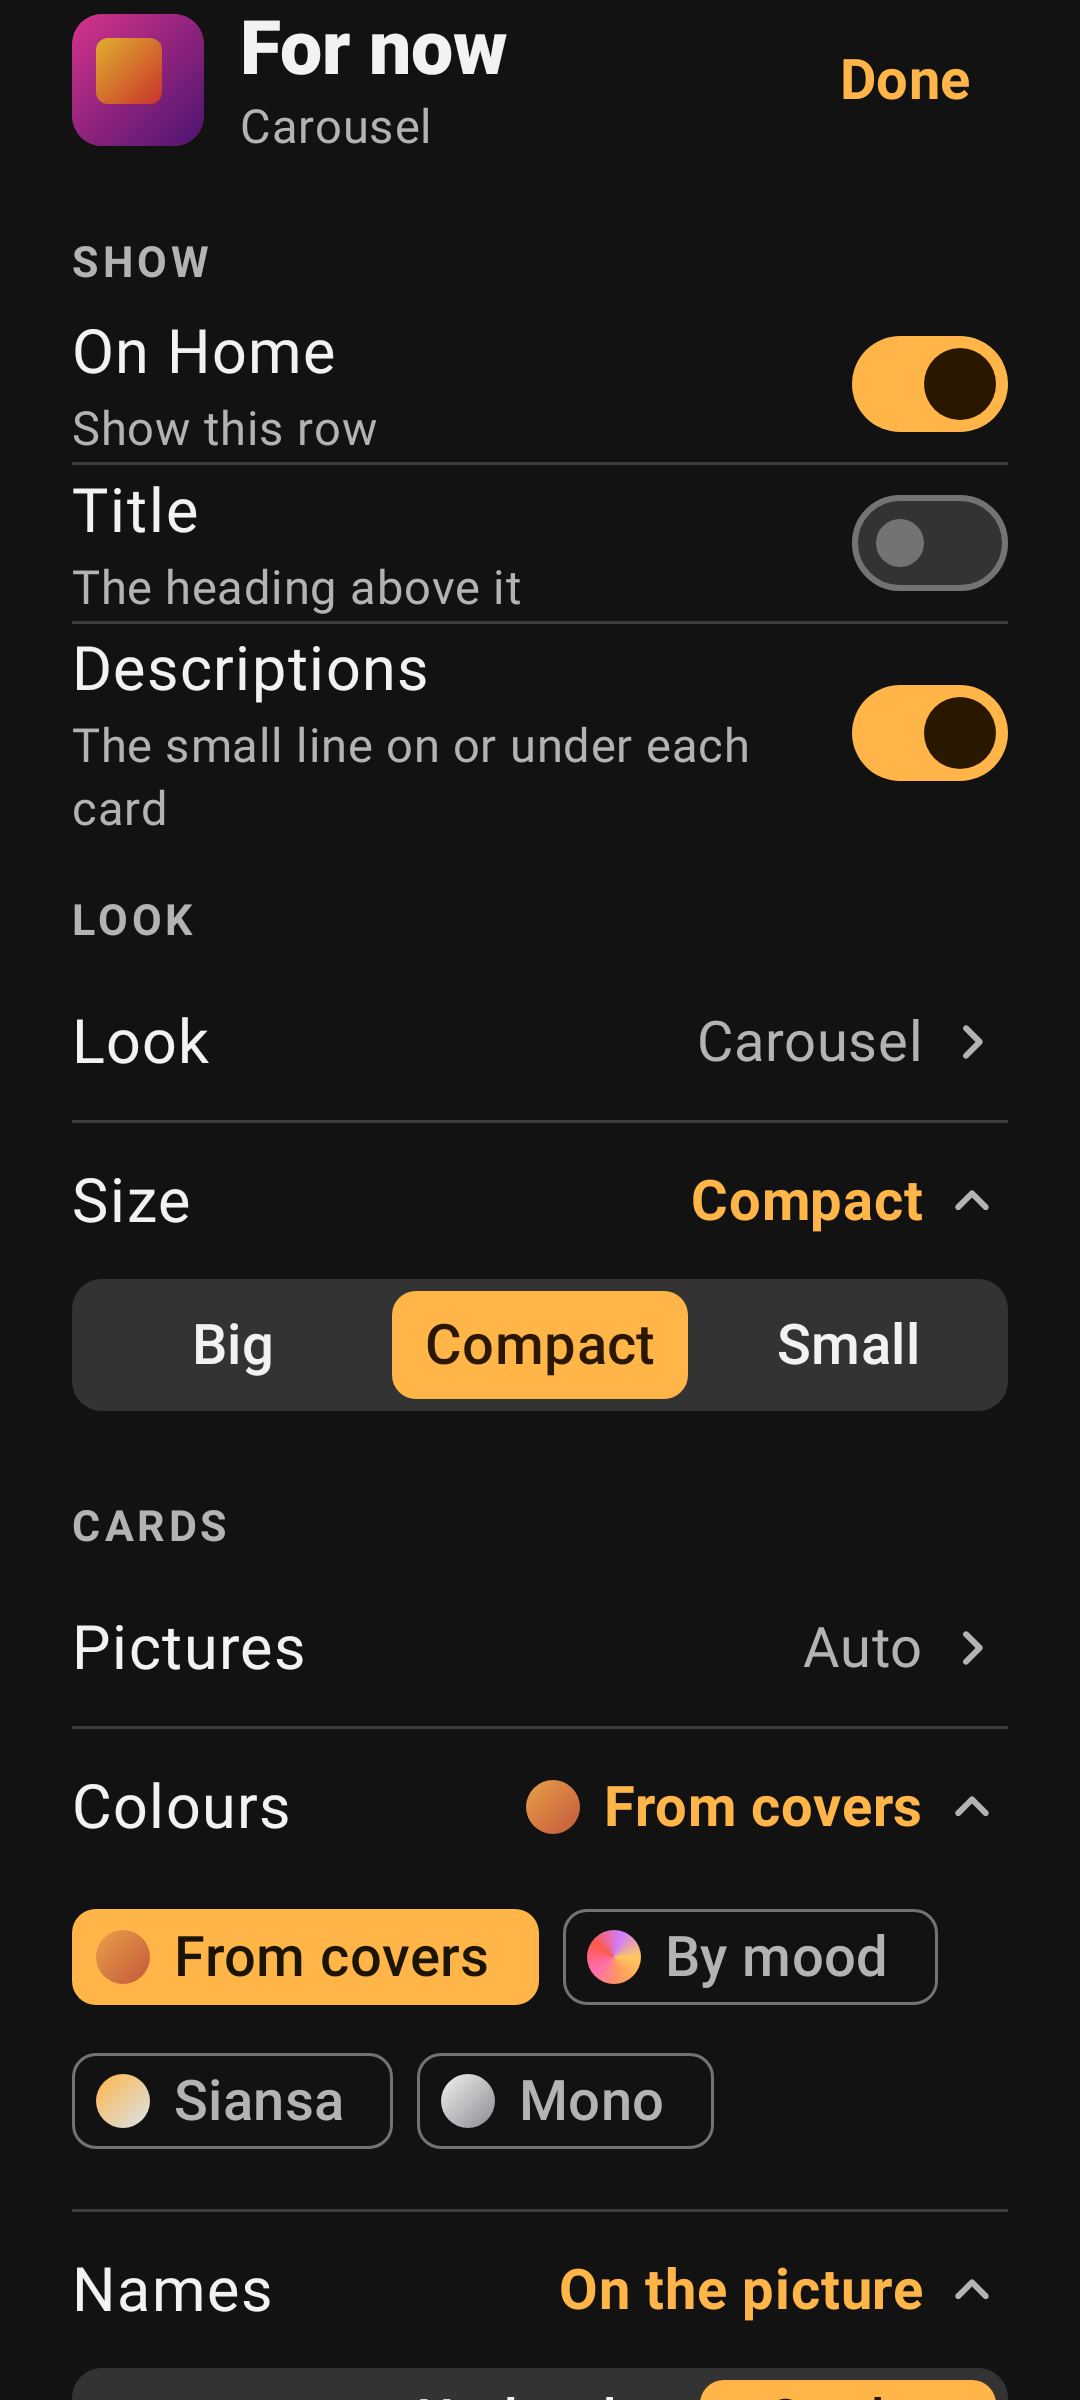 For now
Carousel
Done
SHOW
On Home
Show this row
Title
The heading above it
Descriptions
The small line on or under each
card
LOOK
Look
Carousel
Size
Compact
Big
Compact
Small
CARDS
Pictures
Auto
Colours
From covers
From covers
By mood
Siansa
Mono
Names
On the picture